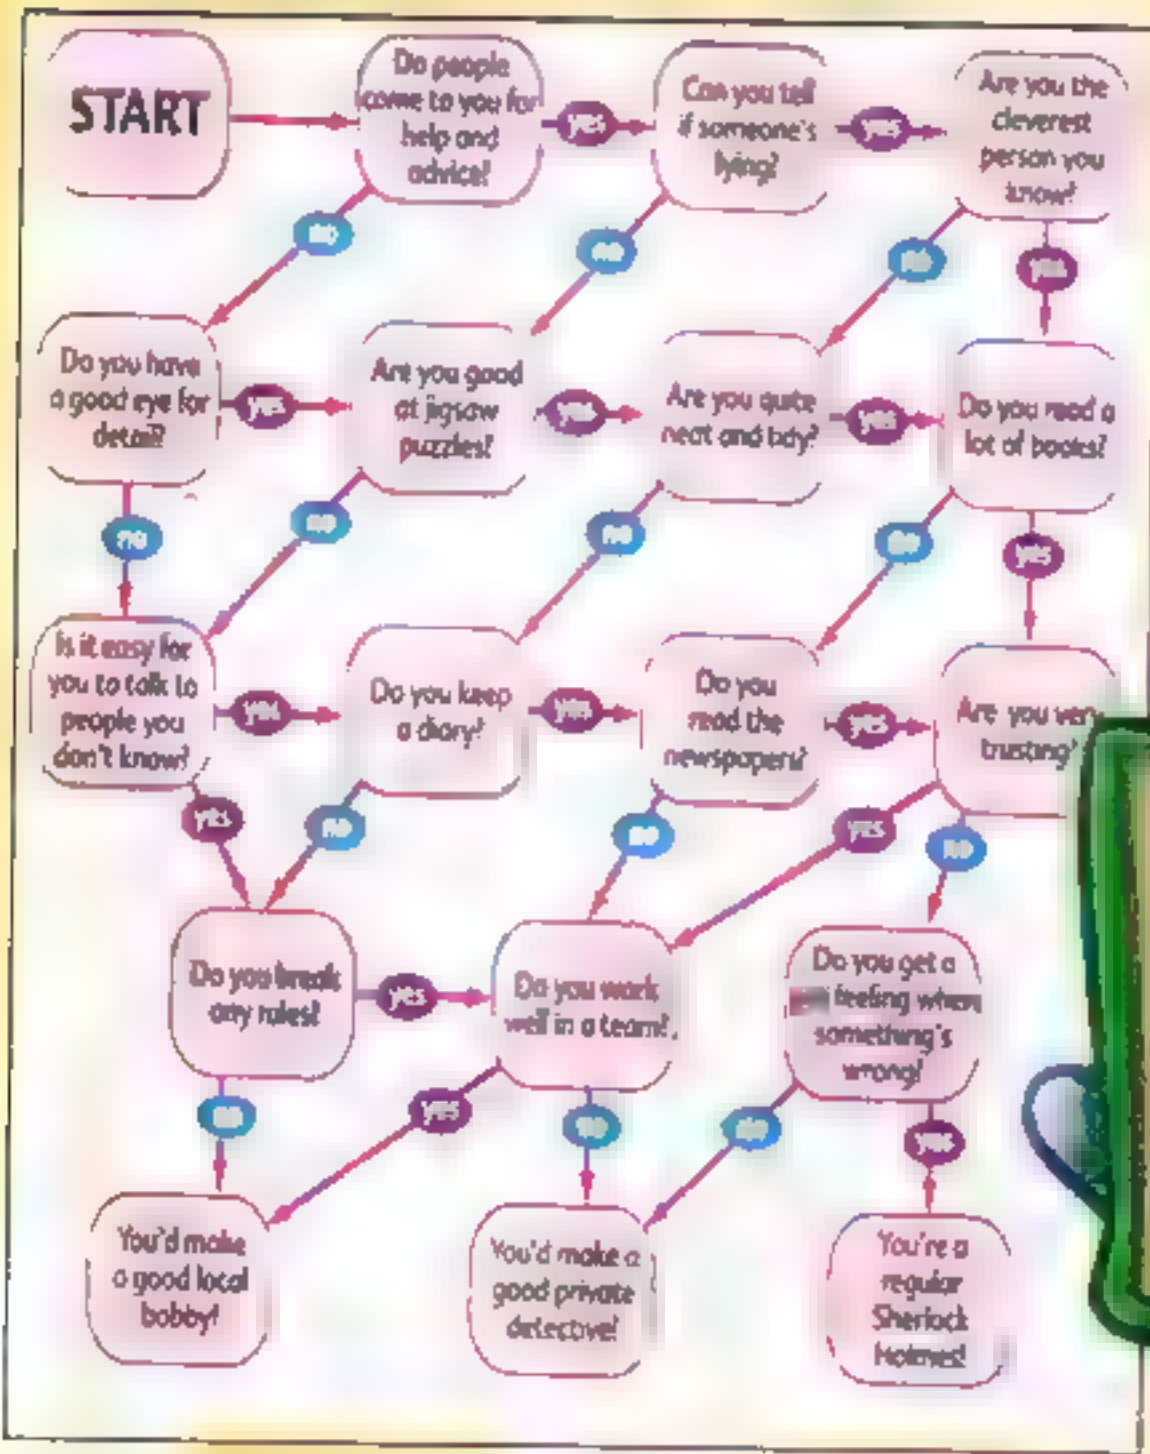 START
Do people
come to you for
help and
advice?
yes
Can you tell
if someone's
lying?
yes
Are you the
cleverest
person you
know?
no
no
no
yes
Do you have
a good eye for
detail?
yes
Are you good
at jigsaw
puzzles?
yes
Are you quite
neat and tidy?
yes
Do you read a
lot of books?
no
no
no
no
yes
Is it easy for
you to talk to
people you
don't know?
yes
Do you keep
a diary?
yes
Do you
read the
newspapers?
yes
Are you very
trusting?
yes
no
no
yes
no
Do you break
any rules?
yes
Do you work
well in a team?
Do you get a
feeling when
something's
wrong?
no
yes
no
no
yes
You'd make
a good local
bobby!
You'd make a
good private
detective!
You're a
regular
Sherlock
Holmes!